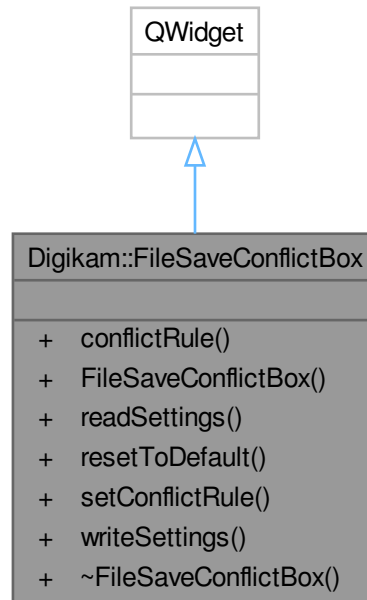 QWidget
Digikam::FileSaveConflictBox
+ conflictRule()
+ FileSaveConflictBox()
+ readSettings()
+ resetToDefault()
+ setConflictRule()
+ writeSettings()
+ ~FileSaveConflictBox()